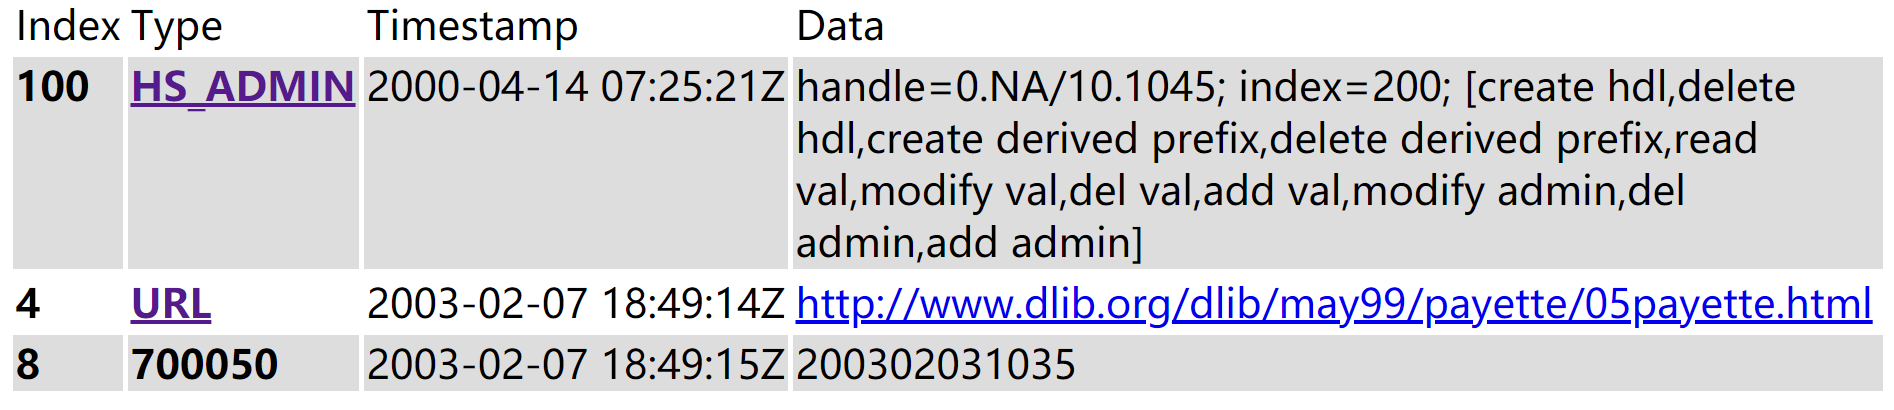 Index Type Timestamp Data
100 HS_ADMIN 2000-04-14 07:25:21Z handle=0.NA/10.1045; index=200; [create hdl,delete
hdl,create derived prefix,delete derived prefix,read
val,modify val,del val,add val,modify admin,del
admin,add admin]
4 URL 2003-02-07 18:49:14Z http://www.dlib.org/dlib/may99/payette/05payette.html
8 700050 2003-02-07 18:49:15Z 200302031035